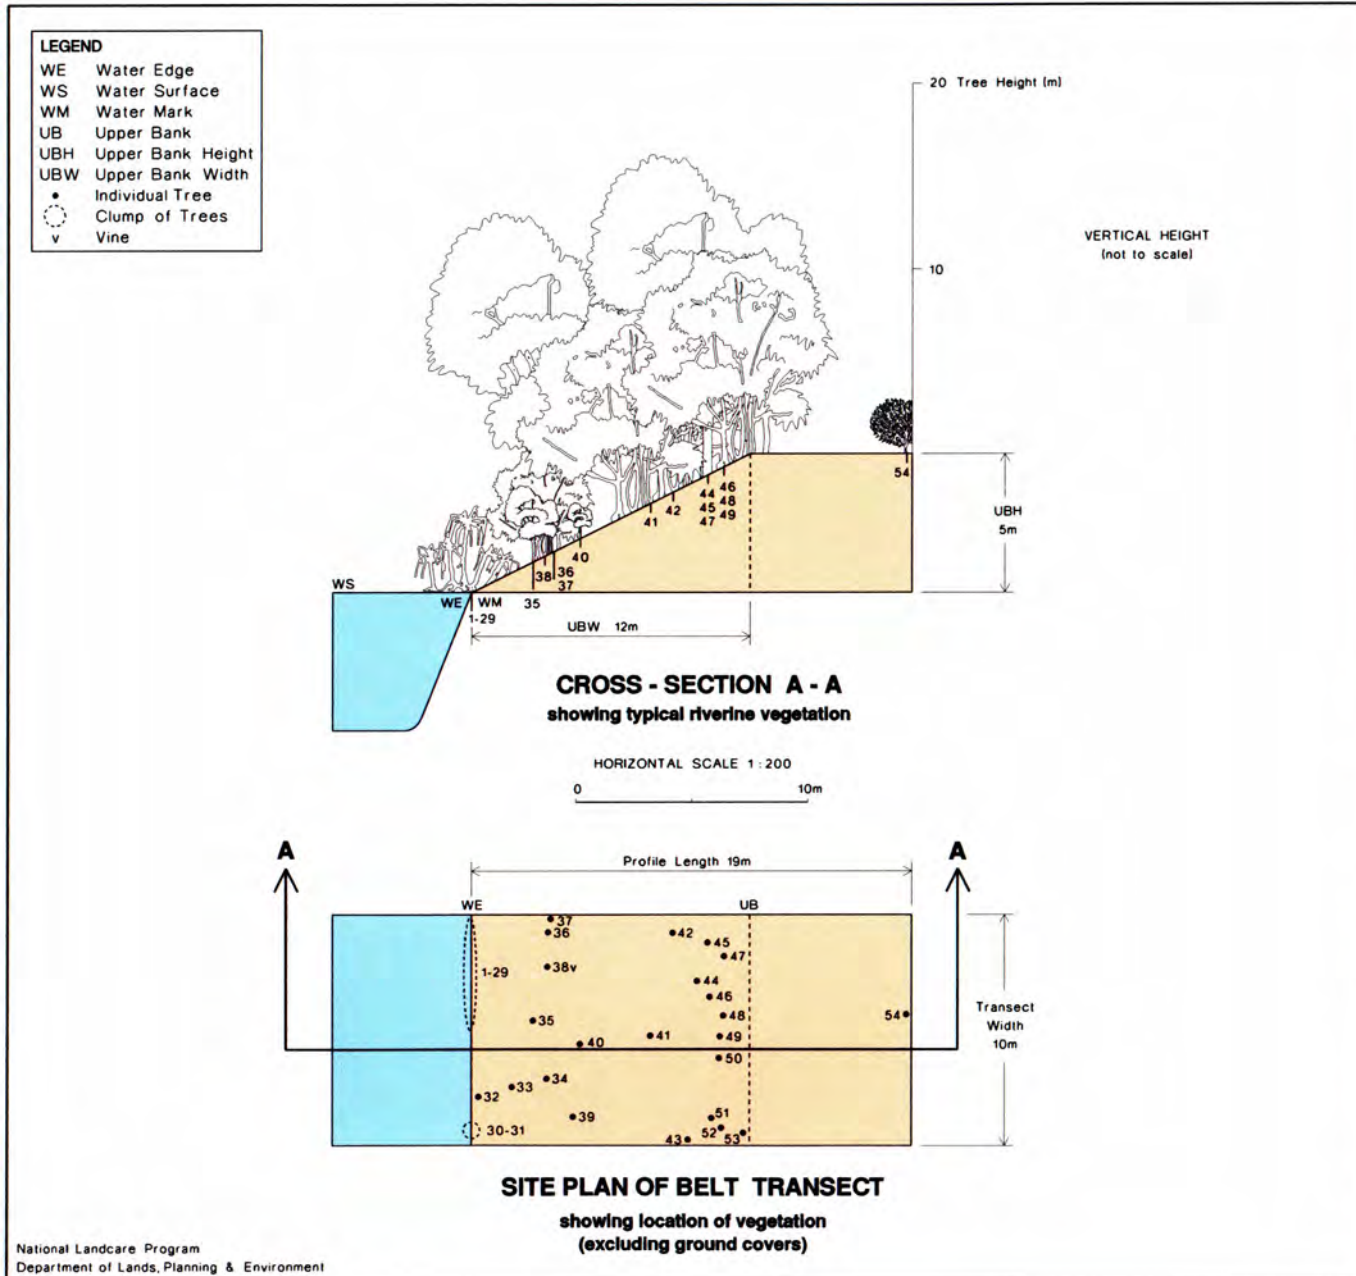 LEGEND
WE Water Edge
WS Water Surface
WM Water Mark
UB Upper Bank
UBH Upper Bank Height
UBW Upper Bank Width
Individual Tree
Clump of Trees
v Vine
20 Tree Height (m)
VERTICAL HEIGHT
(not to scale)
10
54
46
44 48
45 49
47
42
41
UBH
5m
40
38 36
37
WS
WE WM 35
1-29
UBW 12m
CROSS - SECTION A - A
showing typical riverine vegetation
HORIZONTAL SCALE 1 : 200
0 10m
A A
Profile Length 19m
WE UB
37
36 42
45
47
1-29 38v
44
46
35 48 54
Transect
Width
10m
41 49
40
50
34
33
32
39 51
30-31 52 53
43
SITE PLAN OF BELT TRANSECT
showing location of vegetation
(excluding ground covers)
National Landcare Program
Department of Lands, Planning & Environment